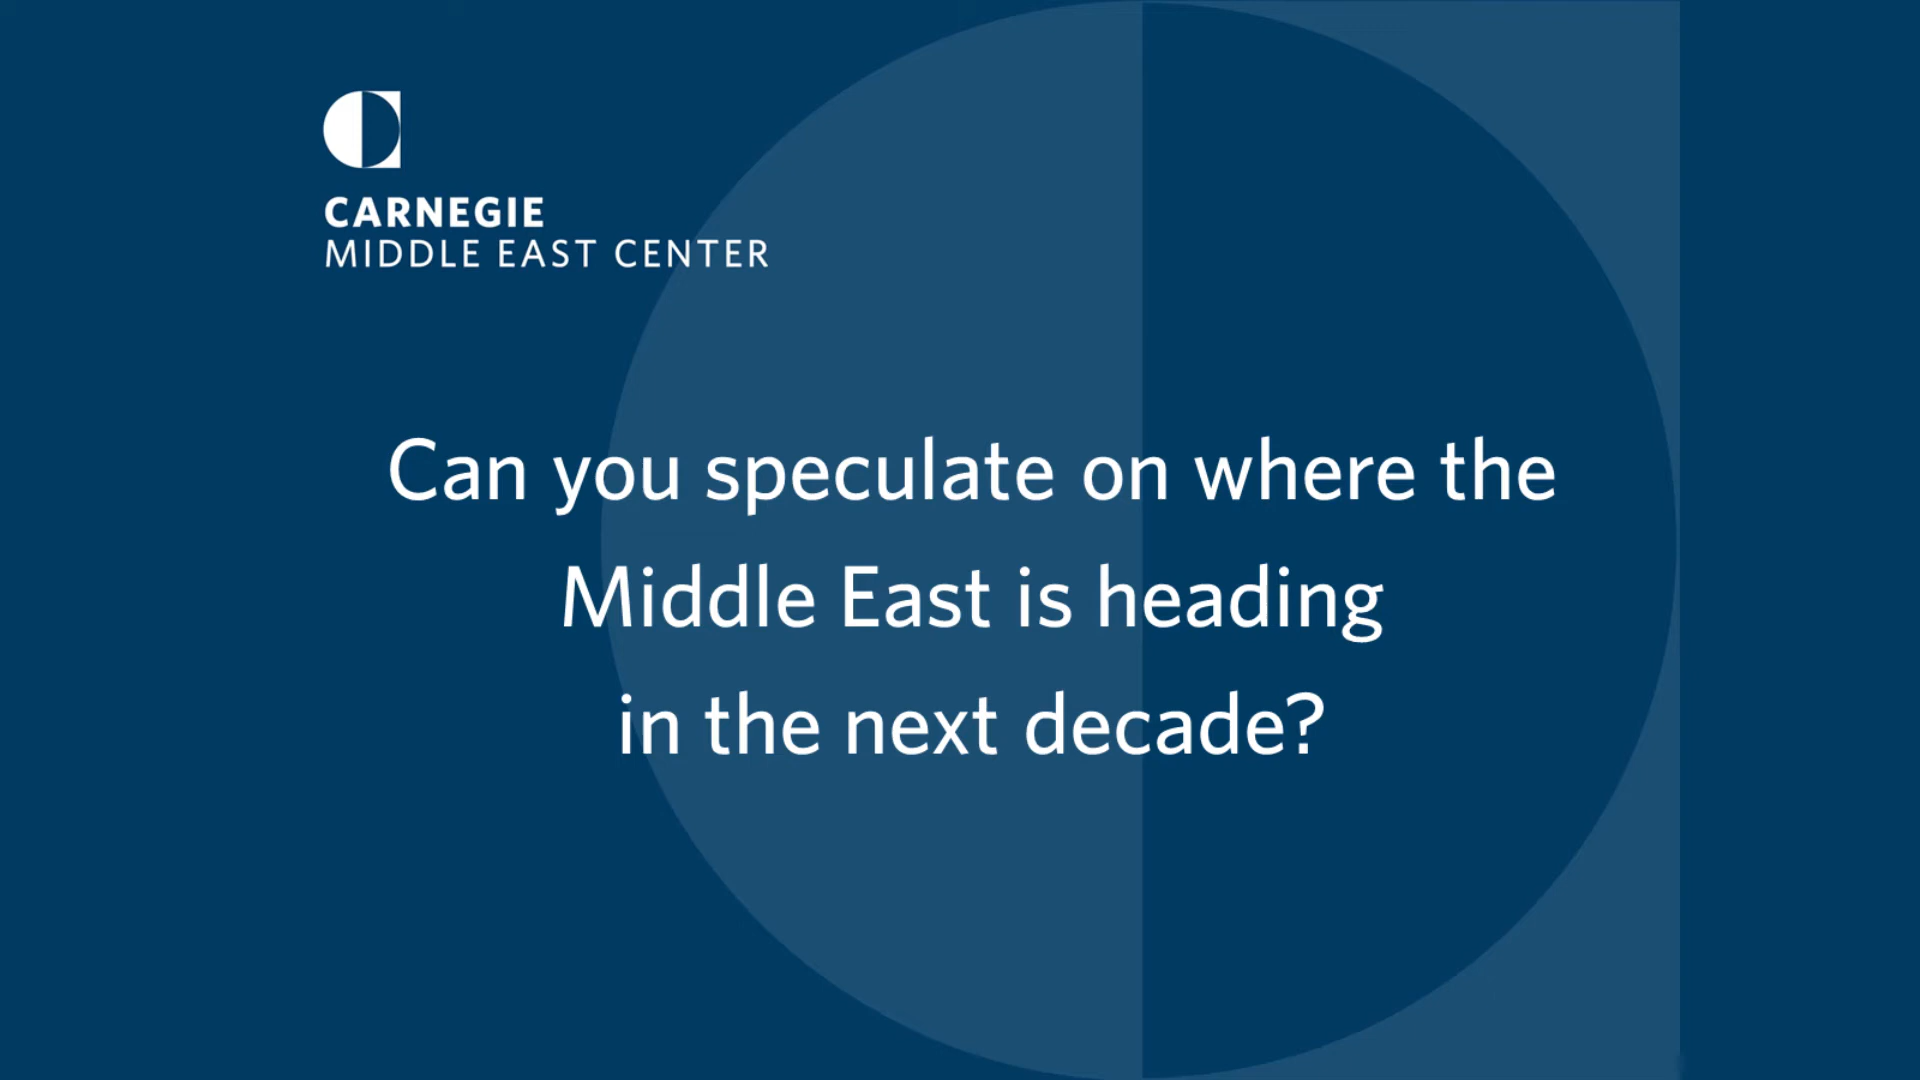 CARNEGIE
MIDDLE EAST CENTER
Can you speculate on where the
Middle East is heading
in the next decade?